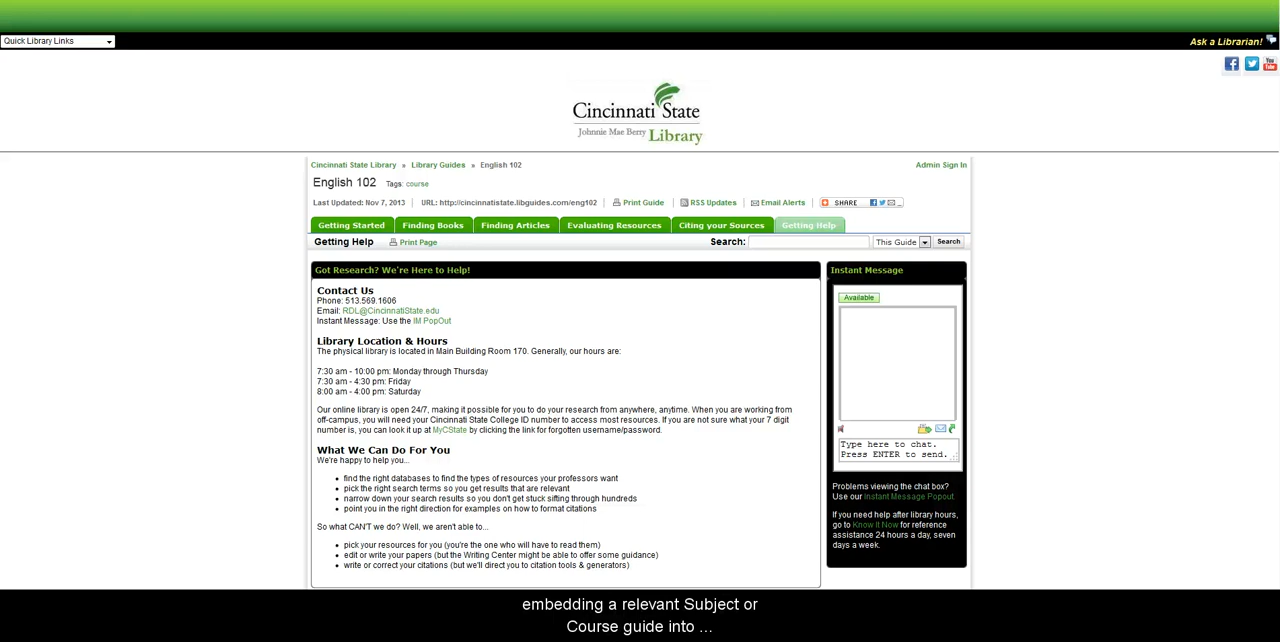 Quick Library Links
Ask a Librarian!
You
Tube
Cincinnati State
Johnnie Mae Berry Library
Cincinnati State Library » Library Guides » English 102
Admin Sign In
English 102 Tags: course
Last Updated: Nov 7, 2013 | URL: http://cincinnatistate.libguides.com/eng102 | Print Guide | RSS Updates | Email Alerts | SHARE
Getting Started Finding Books Finding Articles Evaluating Resources Citing your Sources Getting Help
Getting Help Print Page Search: This Guide Search
Got Research? We're Here to Help!
Contact Us
Phone: 513.569.1606
Email: RDL@CincinnatiState.edu
Instant Message: Use the IM PopOut
Library Location & Hours
The physical library is located in Main Building Room 170. Generally, our hours are:
7:30 am - 10:00 pm: Monday through Thursday
7:30 am - 4:30 pm: Friday
8:00 am - 4:00 pm: Saturday
Our online library is open 24/7, making it possible for you to do your research from anywhere, anytime. When you are working from
off-campus, you will need your Cincinnati State College ID number to access most resources. If you are not sure what your 7 digit
number is, you can look it up at MyCState by clicking the link for forgotten username/password.
What We Can Do For You
We're happy to help you...
• find the right databases to find the types of resources your professors want
• pick the right search terms so you get results that are relevant
• narrow down your search results so you don't get stuck sifting through hundreds
• point you in the right direction for examples on how to format citations
So what CAN'T we do? Well, we aren't able to...
• pick your resources for you (you're the one who will have to read them)
• edit or write your papers (but the Writing Center might be able to offer some guidance)
• write or correct your citations (but we'll direct you to citation tools & generators)
Instant Message
Available
Type here to chat.
Press ENTER to send.
Problems viewing the chat box?
Use our Instant Message Popout
If you need help after library hours,
go to Know It Now for reference
assistance 24 hours a day, seven
days a week.
embedding a relevant Subject or
Course guide into ...